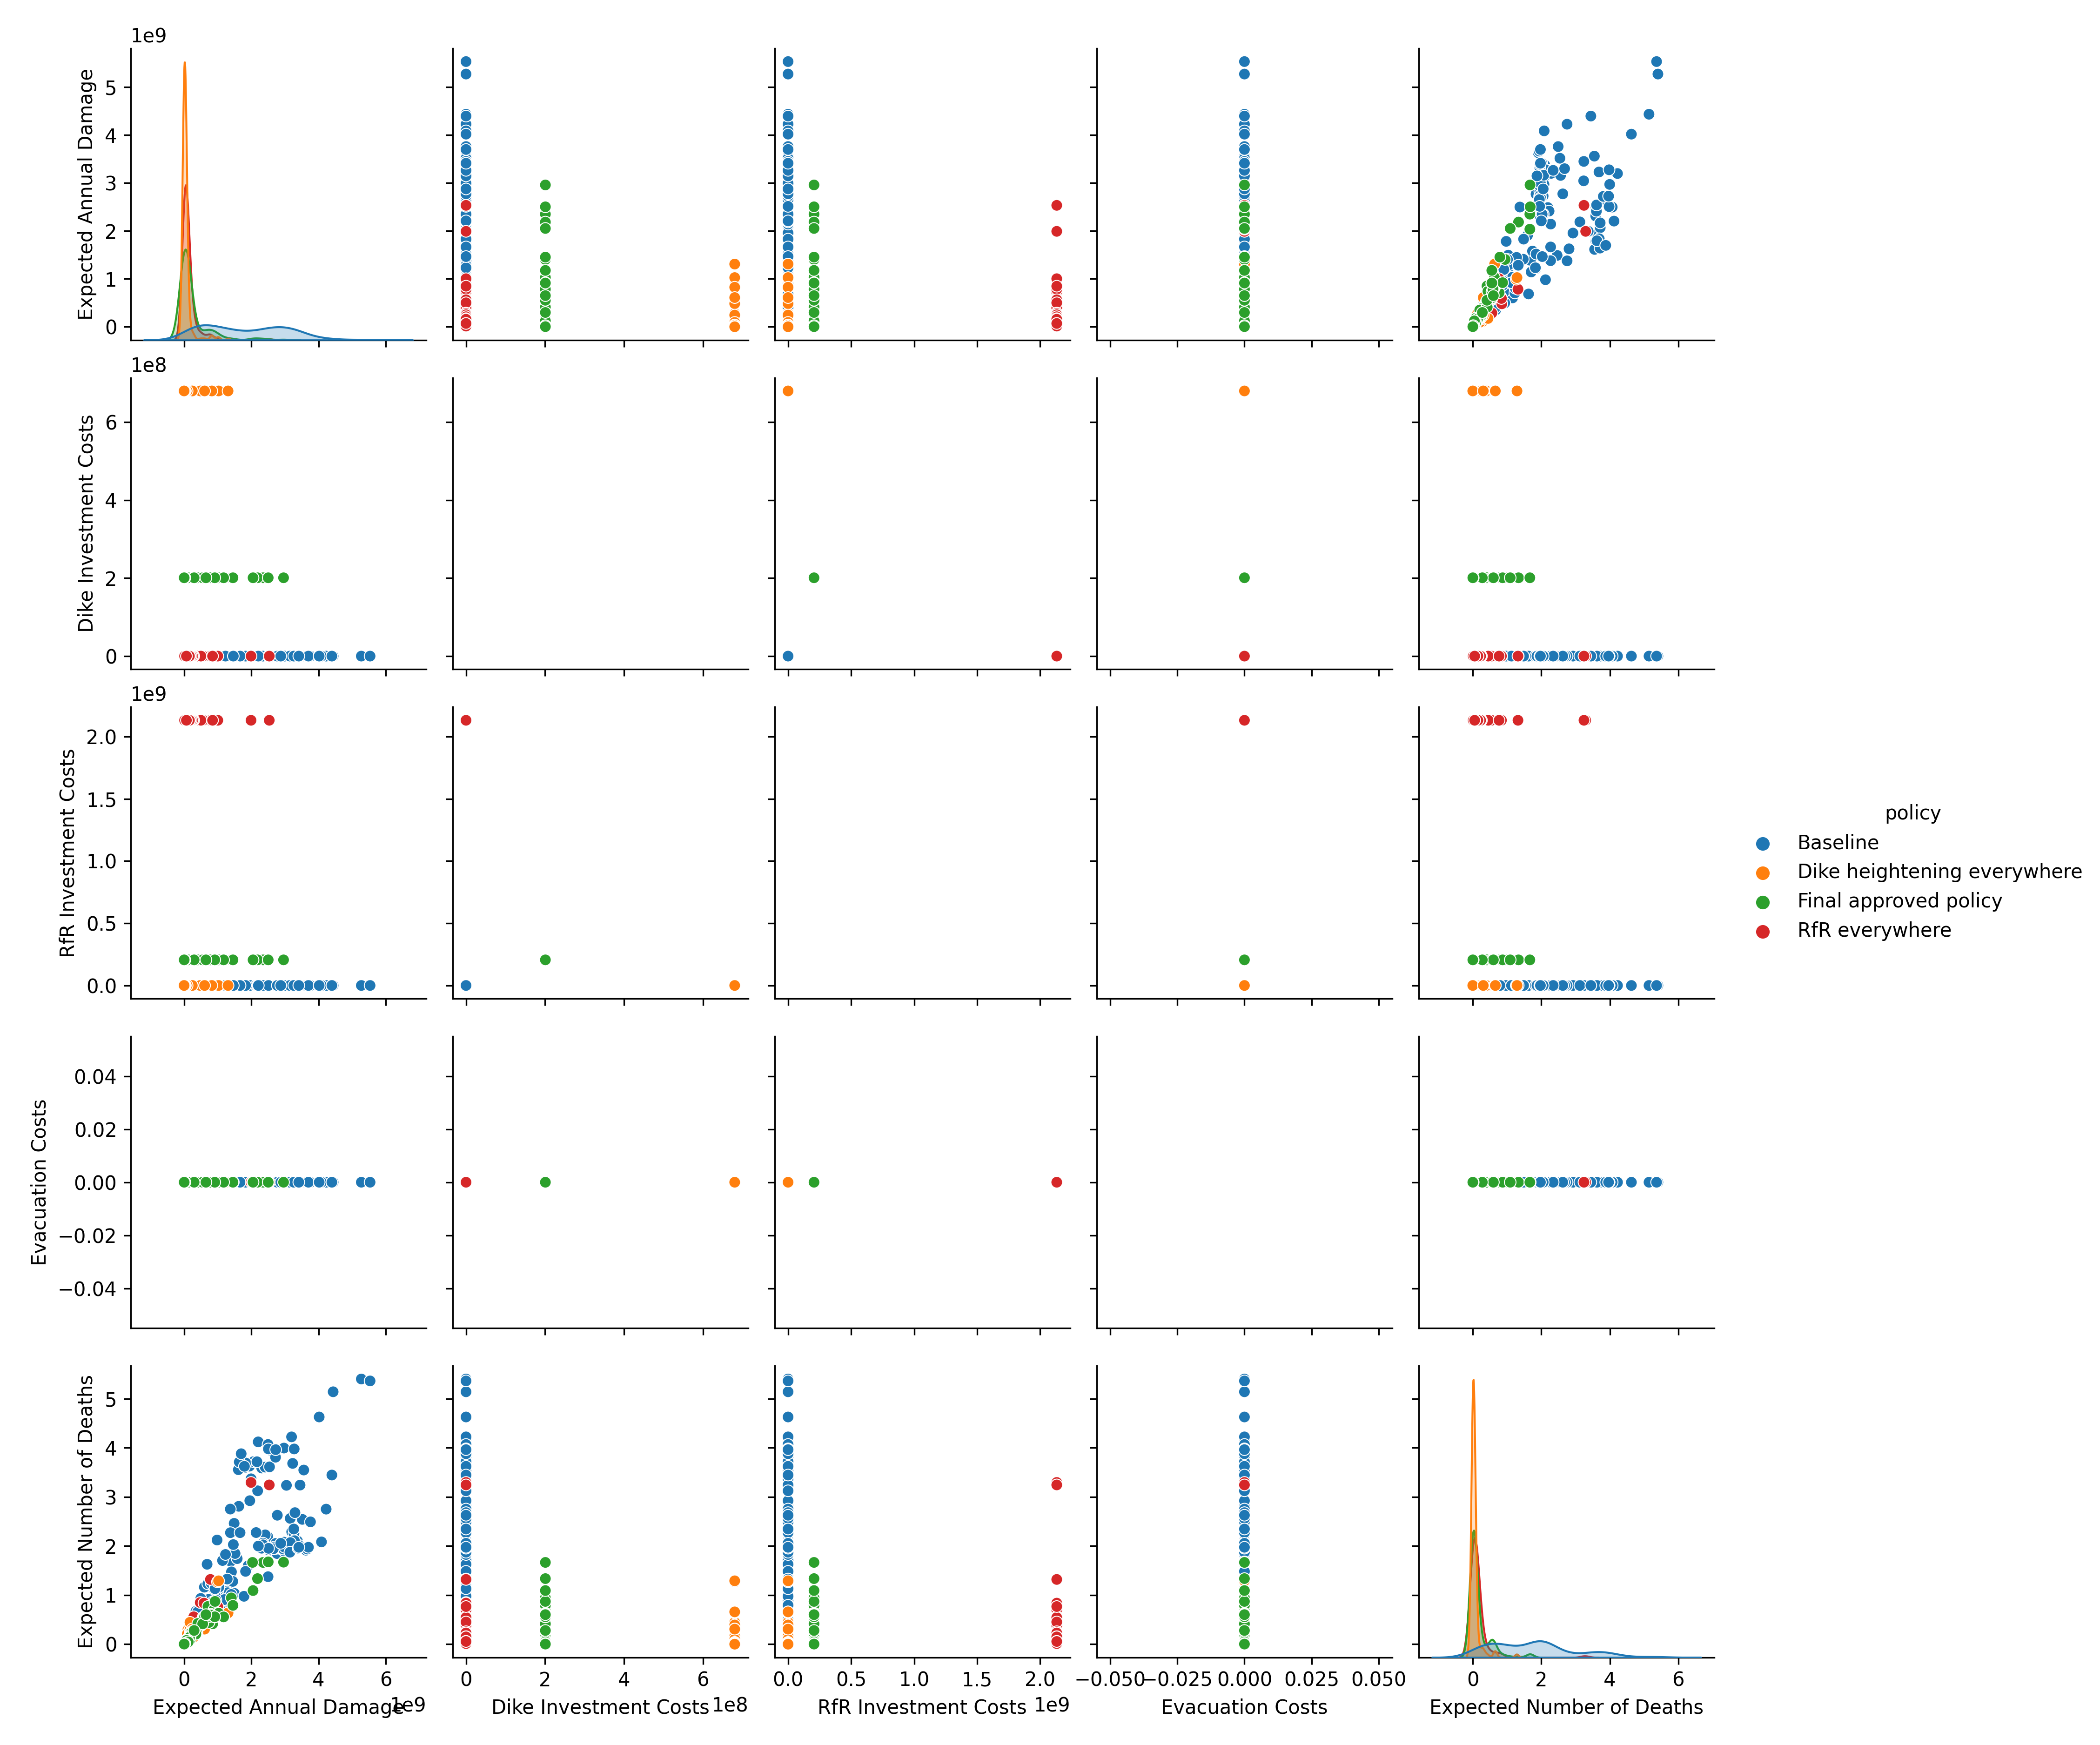 1e9
Expected Annual Damage
5
4
3
2
1
0
1e8
Dike Investment Costs
6
4
2
0
1e9
RfR Investment Costs
2.0
1.5
1.0
0.5
0.0
policy
Baseline
Dike heightening everywhere
Final approved policy
RfR everywhere
Evacuation Costs
0.04
0.02
0.00
−0.02
−0.04
Expected Number of Deaths
5
4
3
2
1
0
0 2 4 6
Expected Annual Damage 1e9
0 2 4 6
Dike Investment Costs 1e8
0.0 0.5 1.0 1.5 2.0
RfR Investment Costs 1e9
−0.050 −0.025 0.000 0.025 0.050
Evacuation Costs
0 2 4 6
Expected Number of Deaths